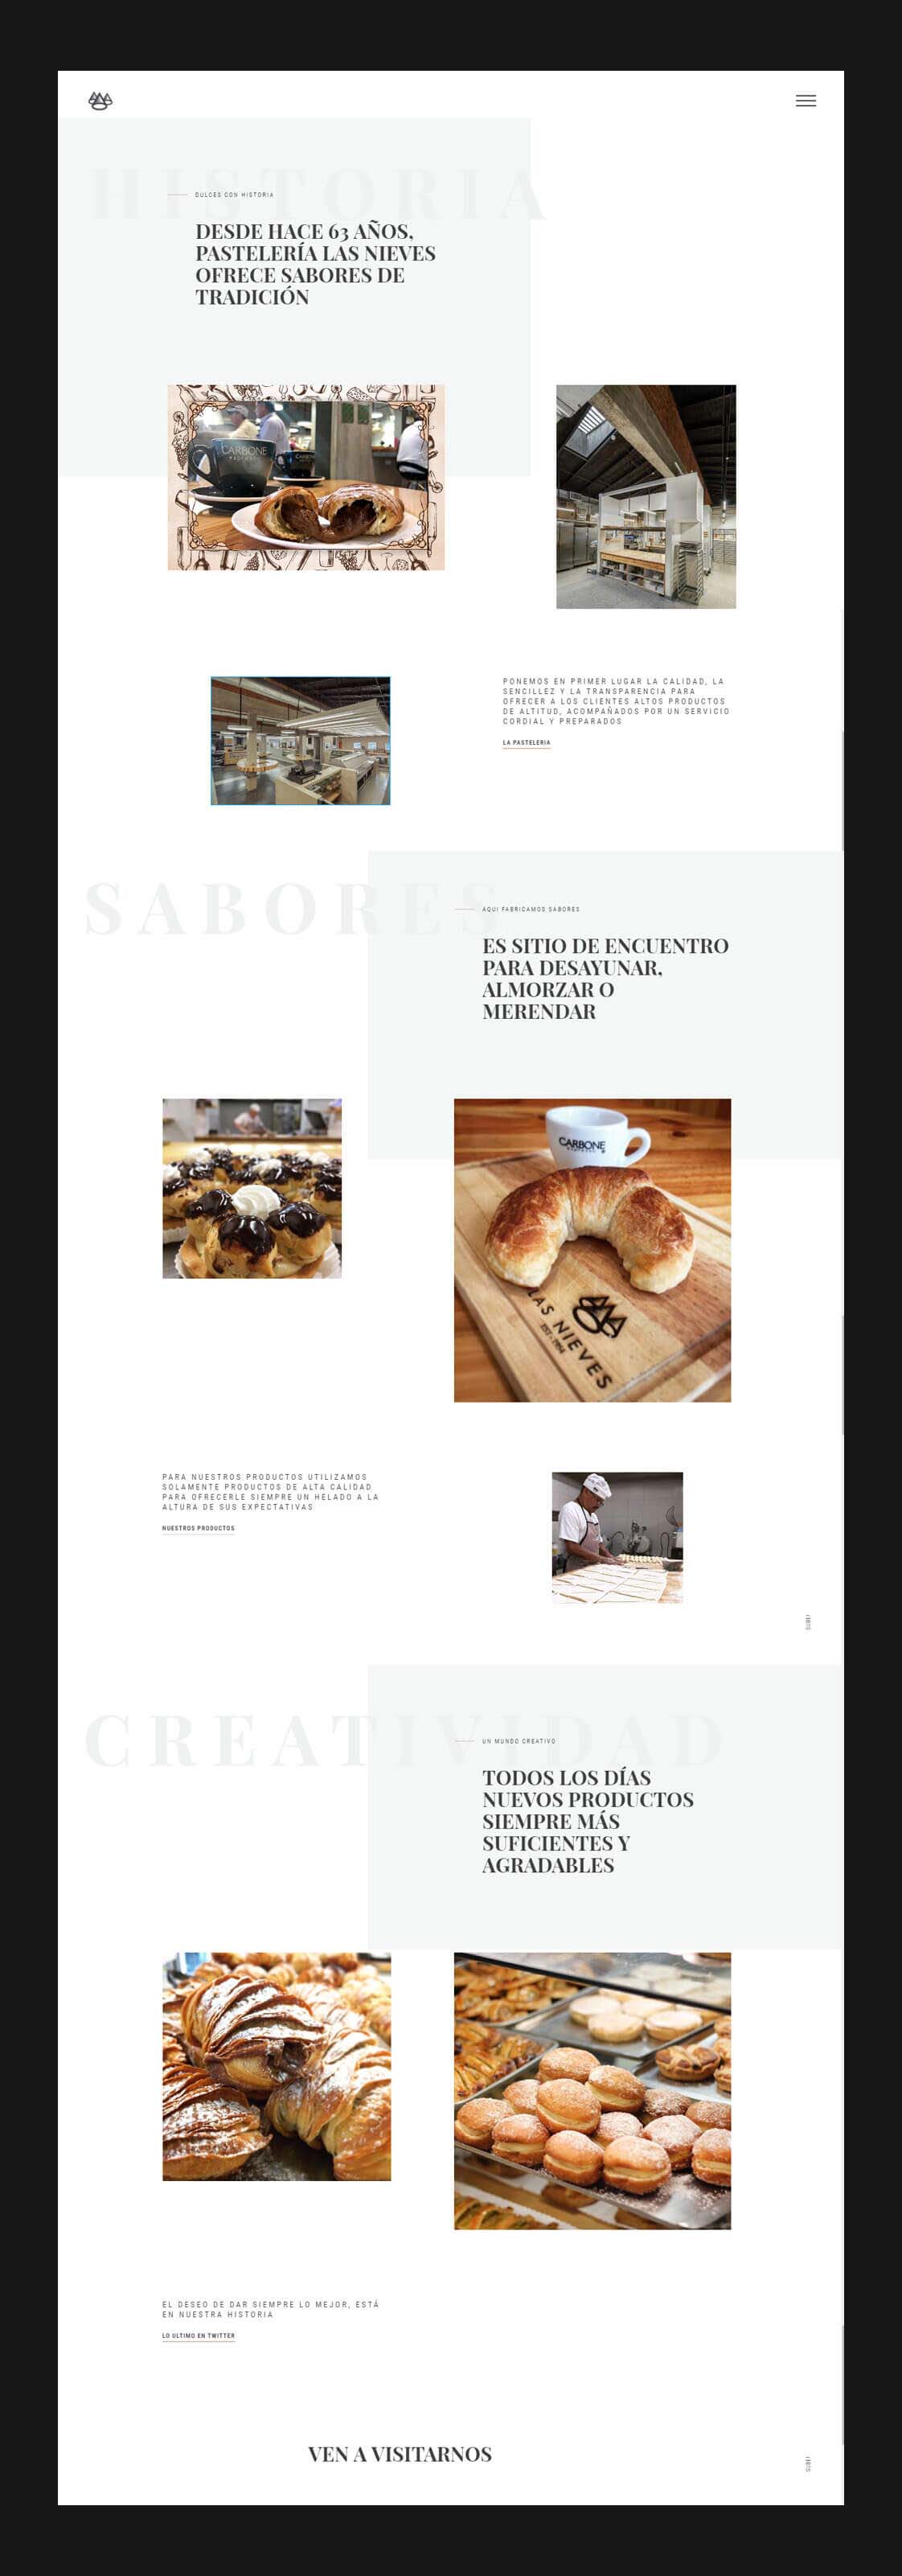 HISTORIA
DULCES CON HISTORIA
DESDE HACE 63 AÑOS,
PASTELERÍA LAS NIEVES
OFRECE SABORES DE
TRADICIÓN
CARBONE
PONEMOS EN PRIMER LUGAR LA CALIDAD, LA
SENCILLEZ Y LA TRANSPARENCIA PARA
OFRECER A LOS CLIENTES ALTOS PRODUCTOS
DE ALTITUD, ACOMPAÑADOS POR UN SERVICIO
CORDIAL Y PREPARADOS
LA PASTELERIA
SABORES
AQUI FABRICAMOS SABORES
ES SITIO DE ENCUENTRO
PARA DESAYUNAR,
ALMORZAR O
MERENDAR
CARBONE
LAS NIEVES
PARA NUESTROS PRODUCTOS UTILIZAMOS
SOLAMENTE PRODUCTOS DE ALTA CALIDAD
PARA OFRECERLE SIEMPRE UN HELADO A LA
ALTURA DE SUS EXPECTATIVAS
NUESTROS PRODUCTOS
CREATIVIDAD
UN MUNDO CREATIVO
TODOS LOS DÍAS
NUEVOS PRODUCTOS
SIEMPRE MÁS
SUFICIENTES Y
AGRADABLES
EL DESEO DE DAR SIEMPRE LO MEJOR, ESTÁ
EN NUESTRA HISTORIA
LO ULTIMO EN TWITTER
VEN A VISITARNOS